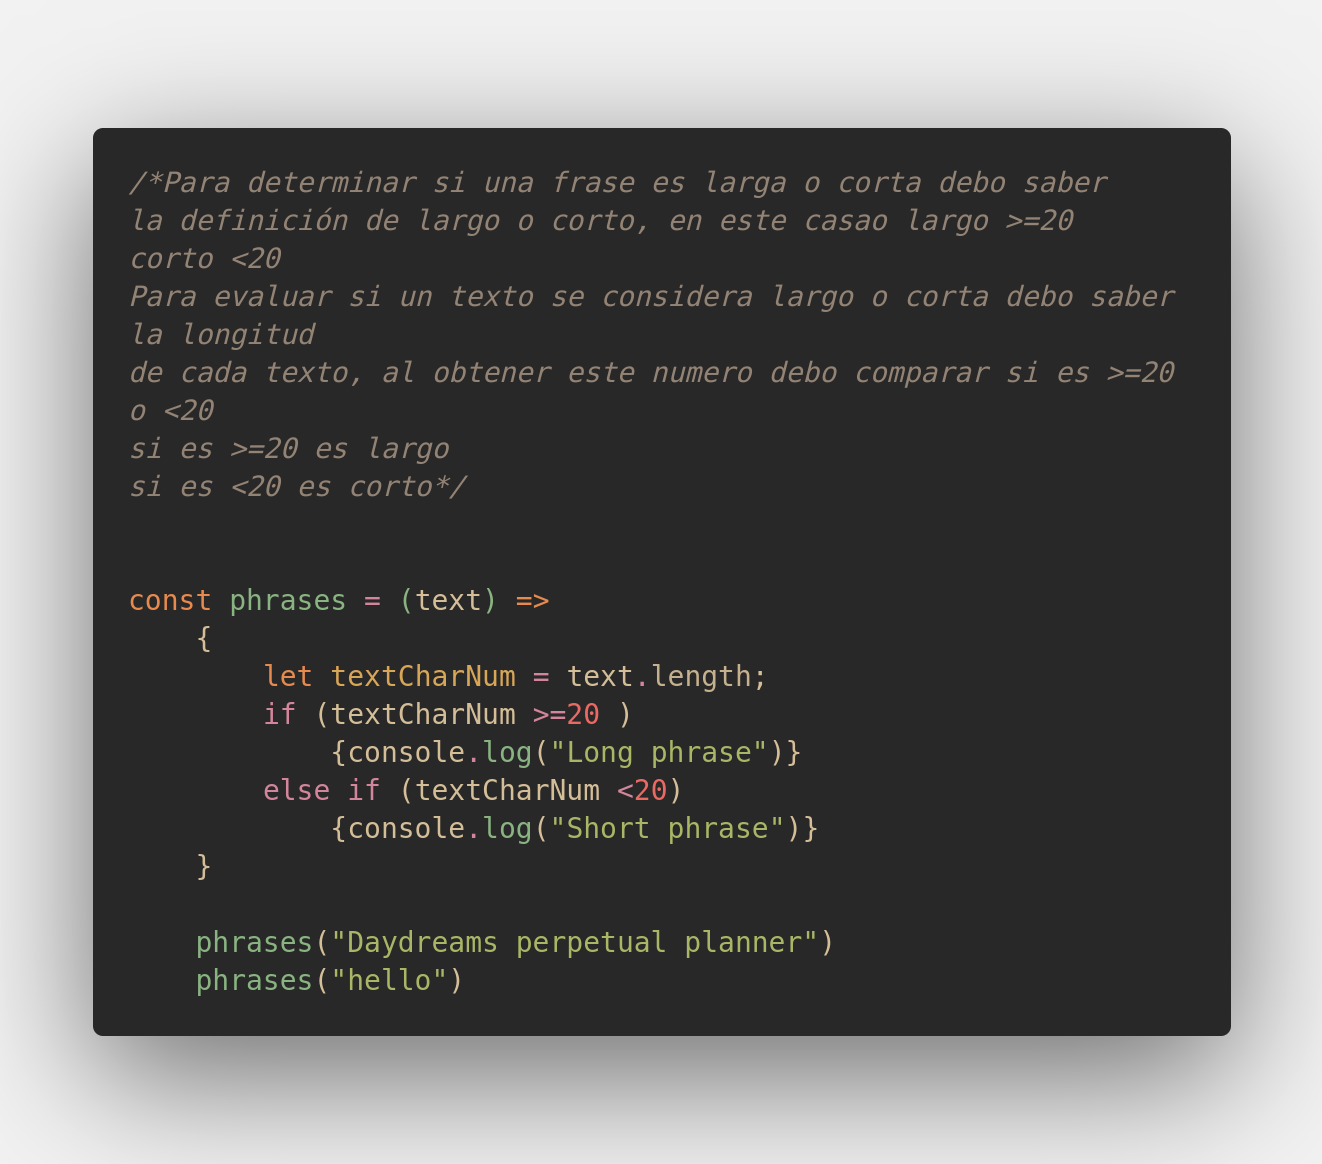 /*Para determinar si una frase es larga o corta debo saber
la definición de largo o corto, en este casao largo >=20
corto <20
Para evaluar si un texto se considera largo o corta debo saber
la longitud
de cada texto, al obtener este numero debo comparar si es >=20
o <20
si es >=20 es largo
si es <20 es corto*/
const phrases = (text) =>
    {
        let textCharNum = text.length;
        if (textCharNum >=20 )
            {console.log("Long phrase")}
        else if (textCharNum <20)
            {console.log("Short phrase")}
    }
    phrases("Daydreams perpetual planner")
    phrases("hello")